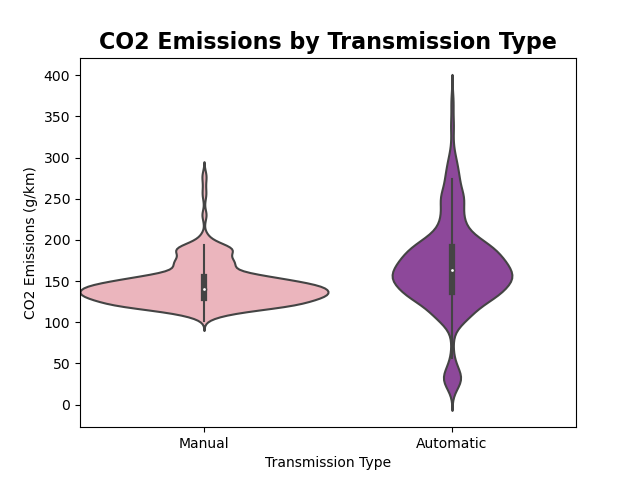 CO2 Emissions by Transmission Type
400
350
300
250
200
150
100
50
0
CO2 Emissions (g/km)
Manual
Automatic
Transmission Type